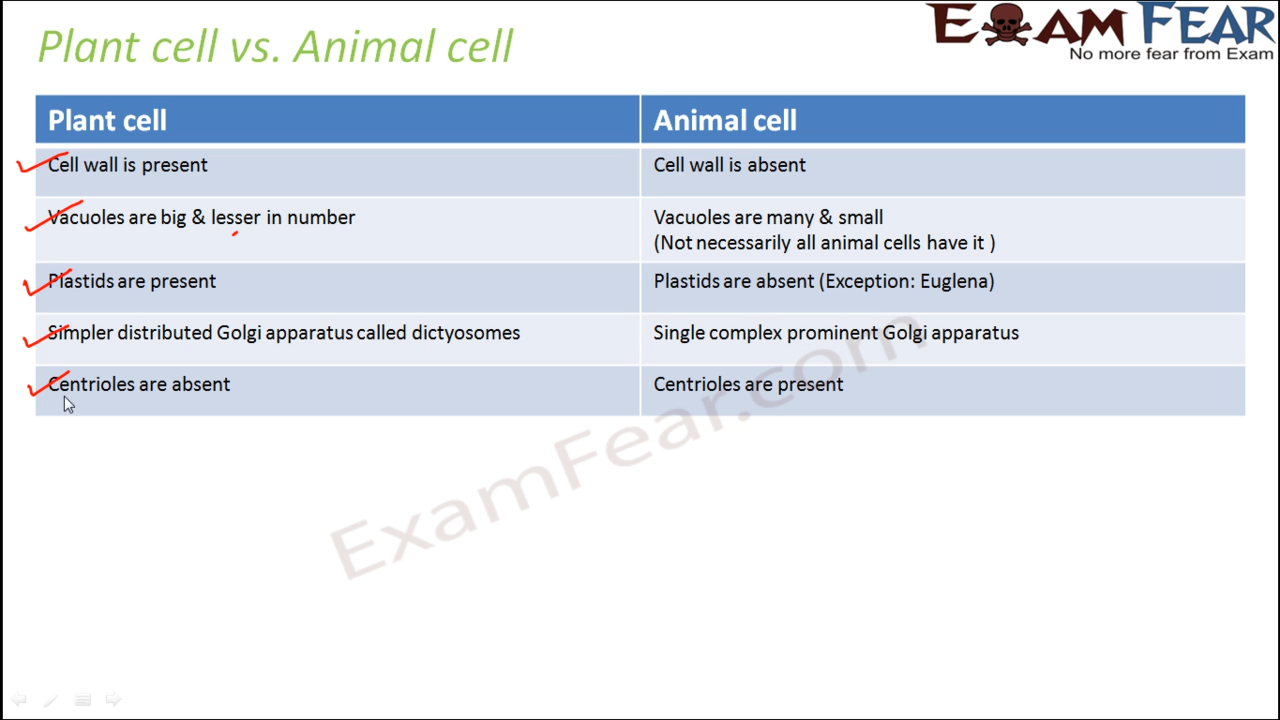 Plant cell vs. Animal cell
EXAM FEAR
No more fear from Exam
Plant cell
Animal cell
Cell wall is present
Cell wall is absent
Vacuoles are big & lesser in number
Vacuoles are many & small
(Not necessarily all animal cells have it )
Plastids are present
Plastids are absent (Exception: Euglena)
Simpler distributed Golgi apparatus called dictyosomes
Single complex prominent Golgi apparatus
Centrioles are absent
Centrioles are present
ExamFear.com